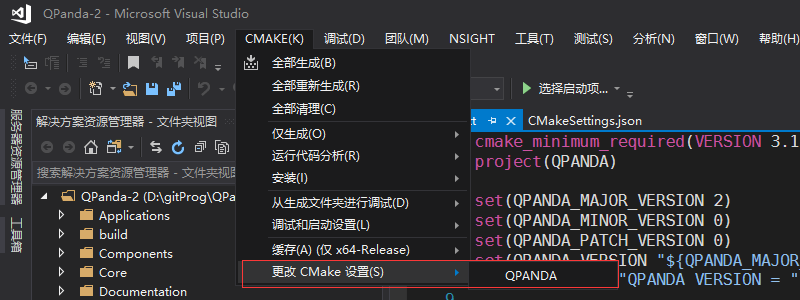 QPanda-2 - Microsoft Visual Studio
文件(F) 编辑(E) 视图(V) 项目(P) CMAKE(K) 调试(D) 团队(M) NSIGHT 工具(T) 测试(S) 分析(N) 窗口(W) 帮助(H)
全部生成(B)
全部重新生成(R)
全部清理(C)
仅生成(O)
运行代码分析(R)
安装(I)
从生成文件夹进行调试(D)
调试和启动设置(L)
缓存(A) (仅 x64-Release)
更改 CMake 设置(S)
QPANDA
选择启动项...
服务器资源管理器
工具箱
解决方案资源管理器 - 文件夹视图
搜索解决方案资源管理器 - 文件夹视图
QPanda-2 (D:\gitProg\QPa
Applications
build
Components
Core
Documentation
CMakeSettings.json
cmake_minimum_required(VERSION 3.1
project(QPANDA)
set(QPANDA_MAJOR_VERSION 2)
set(QPANDA_MINOR_VERSION 0)
set(QPANDA_PATCH_VERSION 0)
set(QPANDA_VERSION "${QPANDA_MAJOR_
"QPANDA VERSION = "